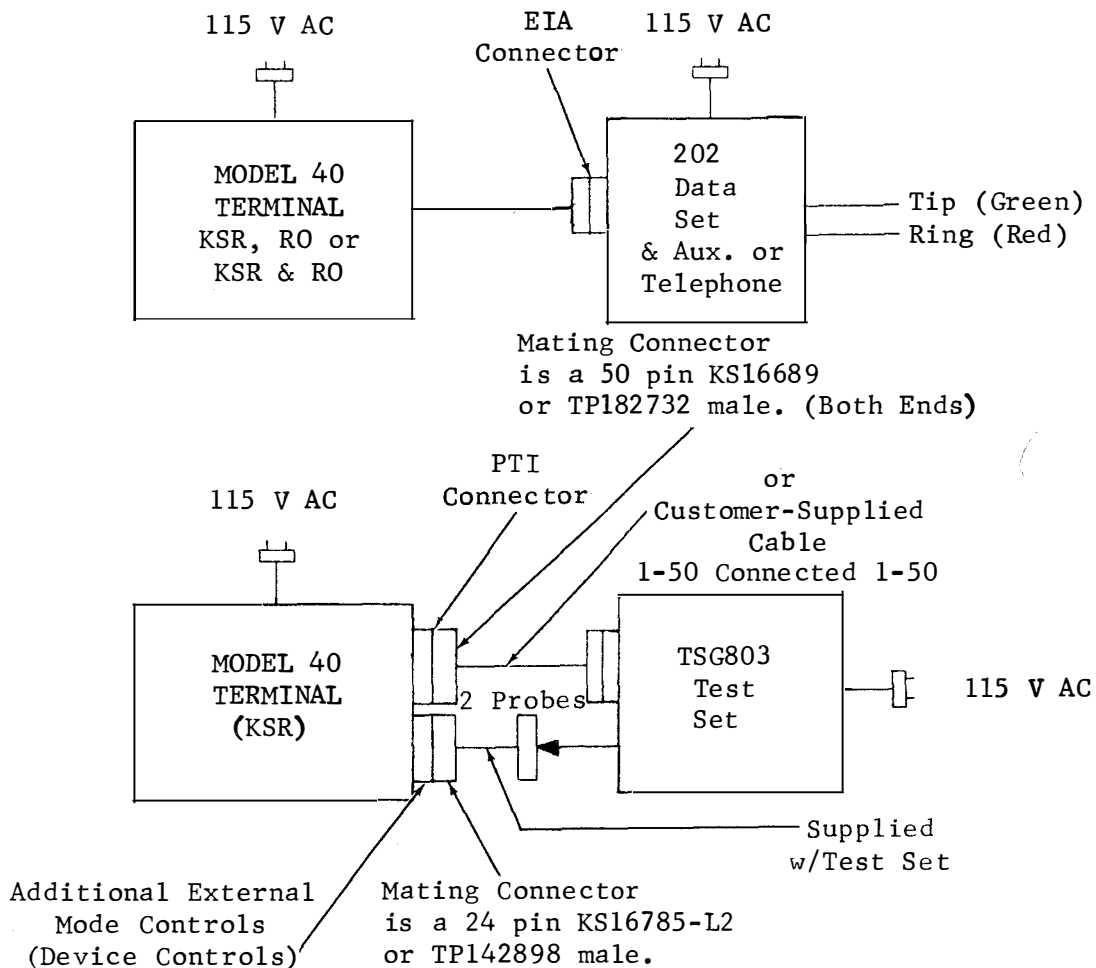 115 V AC
EIA
Connector
115 V AC
MODEL 40
TERMINAL
KSR, RO or
KSR & RO
202
Data
Set
& Aux. or
Telephone
Tip (Green)
Ring (Red)
Mating Connector
is a 50 pin KS16689
or TP182732 male. (Both Ends)
115 V AC
PTI
Connector
or
Customer-Supplied
Cable
1-50 Connected 1-50
MODEL 40
TERMINAL
(KSR)
2 Probes
TSG803
Test
Set
115 V AC
Supplied
w/Test Set
Additional External
Mode Controls
(Device Controls)
Mating Connector
is a 24 pin KS16785-L2
or TP142898 male.